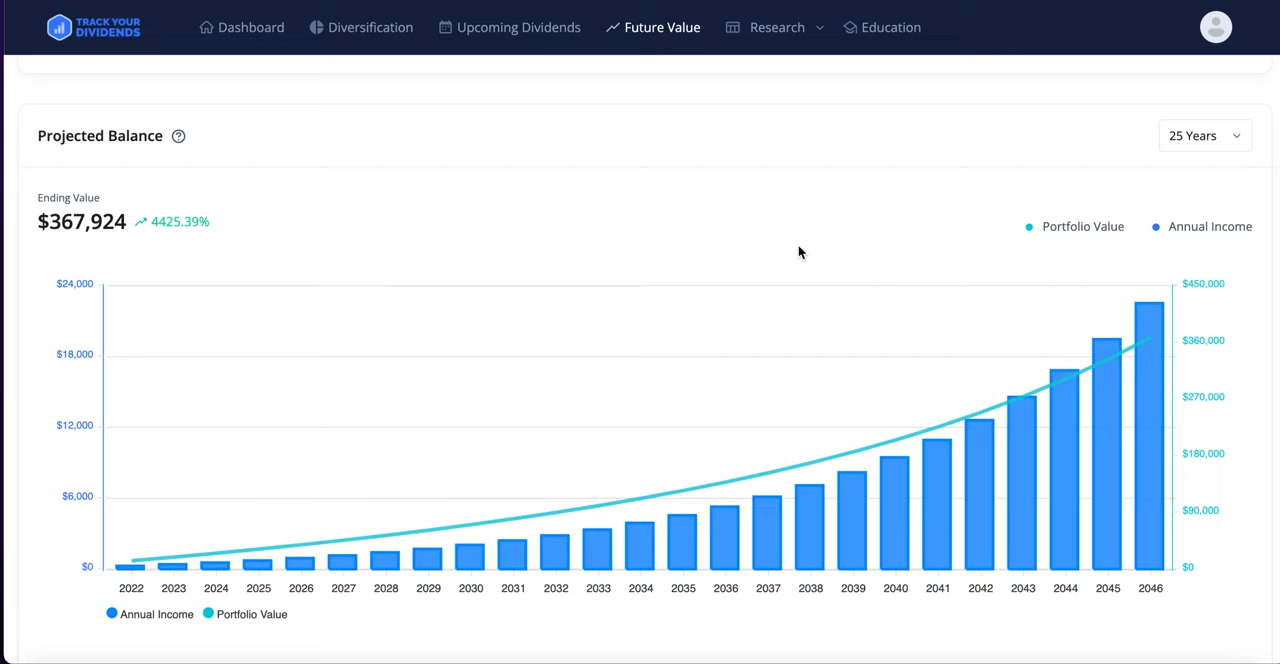 TRACK YOUR
DIVIDENDS
Dashboard
Diversification
Upcoming Dividends
Future Value
Research
Education
Projected Balance
25 Years
Ending Value
$367,924
4425.39%
Portfolio Value
Annual Income
$24,000
$18,000
$12,000
$6,000
$0
$450,000
$360,000
$270,000
$180,000
$90,000
$0
2022 2023 2024 2025 2026 2027 2028 2029 2030 2031 2032 2033 2034 2035 2036 2037 2038 2039 2040 2041 2042 2043 2044 2045 2046
Annual Income
Portfolio Value